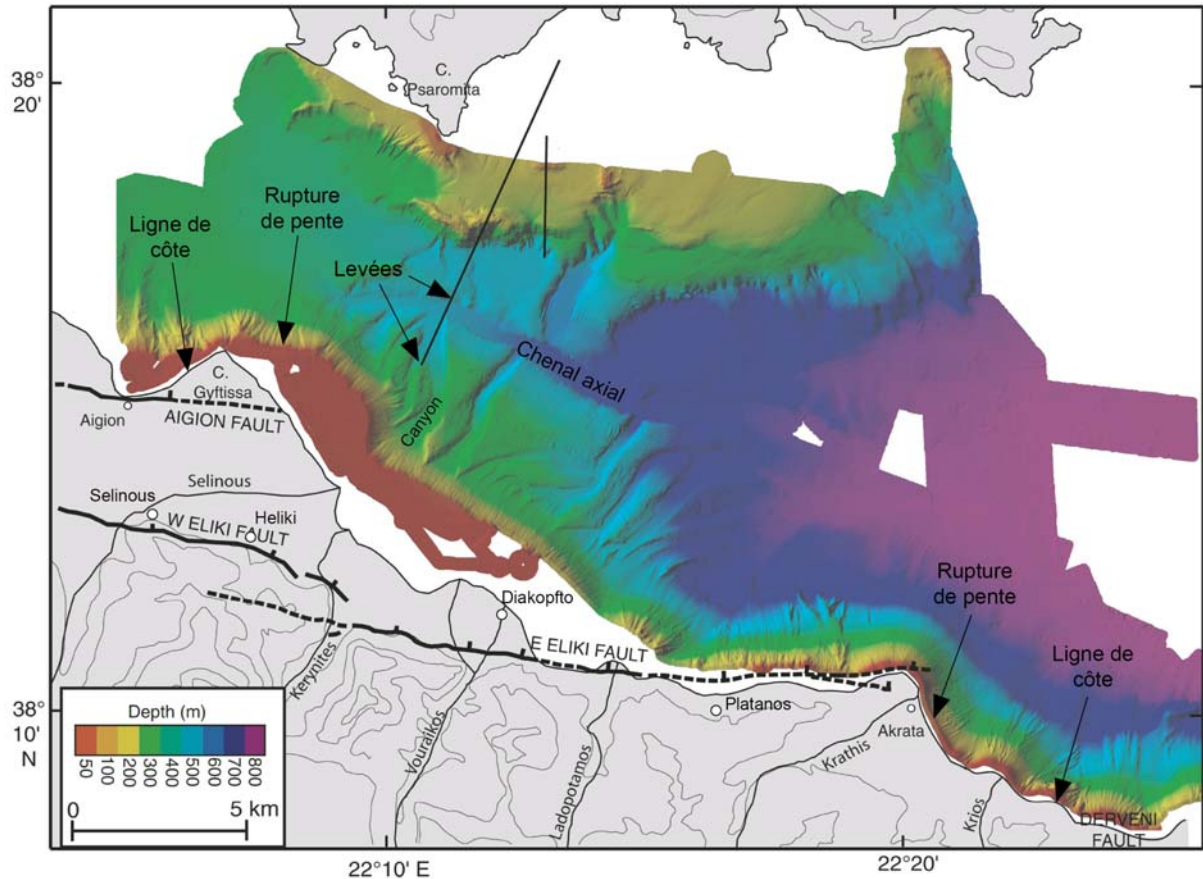 38°
20'
C.
Psaromita
Rupture
de pente
Ligne de
côte
Levées
Chenal axial
Canyon
C.
Gyftissa
Aigion
AIGION FAULT
Selinous
Selinous
Heliki
W ELIKI FAULT
Diakopfto
E ELIKI FAULT
Kerynites
Vouraikos
Ladopotamos
Platanos
Rupture
de pente
Ligne de
côte
Akrata
Krathis
Krios
DERVENI
FAULT
38°
10'
N
Depth (m)
50 100 200 300 400 500 600 700 800
0 5 km
22°10' E
22°20'